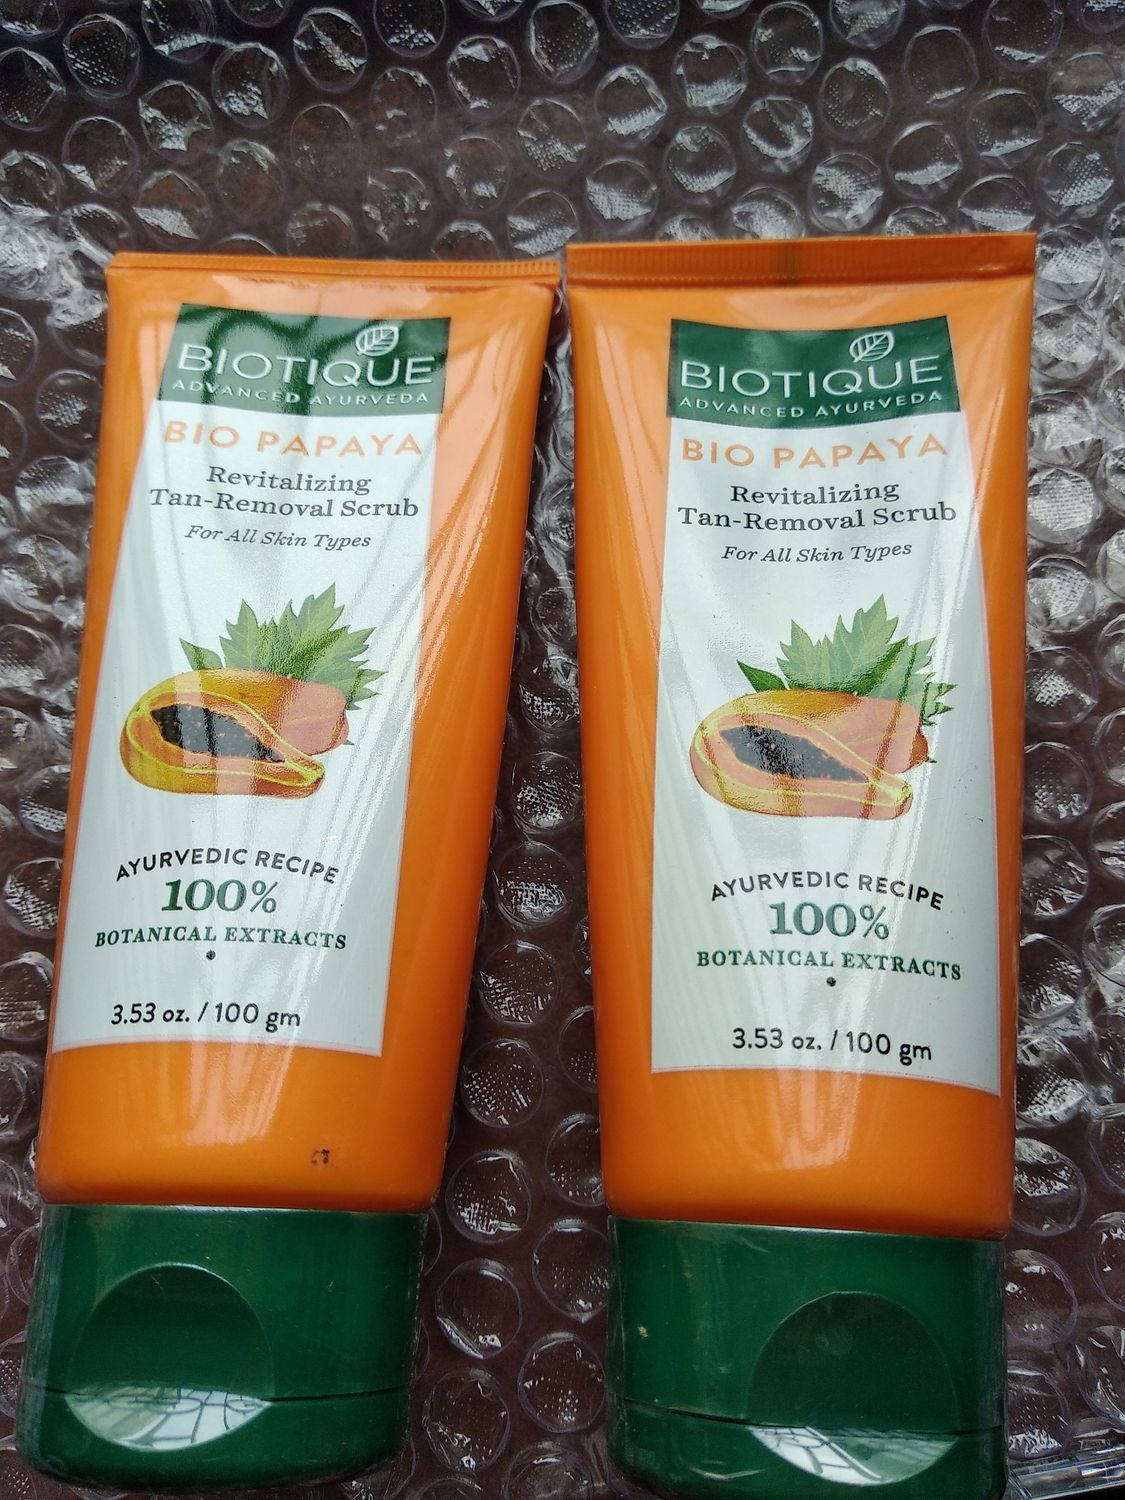 BIOTIQUE
ADVANCED AYURVEDA
BIO PAPAYA
Revitalizing
Tan-Removal Scrub
For All Skin Types
AYURVEDIC RECIPE
100%
BOTANICAL EXTRACTS
3.53 oz. / 100 gm
BIOTIQUE
ADVANCED AYURVEDA
BIO PAPAYA
Revitalizing
Tan-Removal Scrub
For All Skin Types
AYURVEDIC RECIPE
100%
BOTANICAL EXTRACTS
3.53 oz. / 100 gm